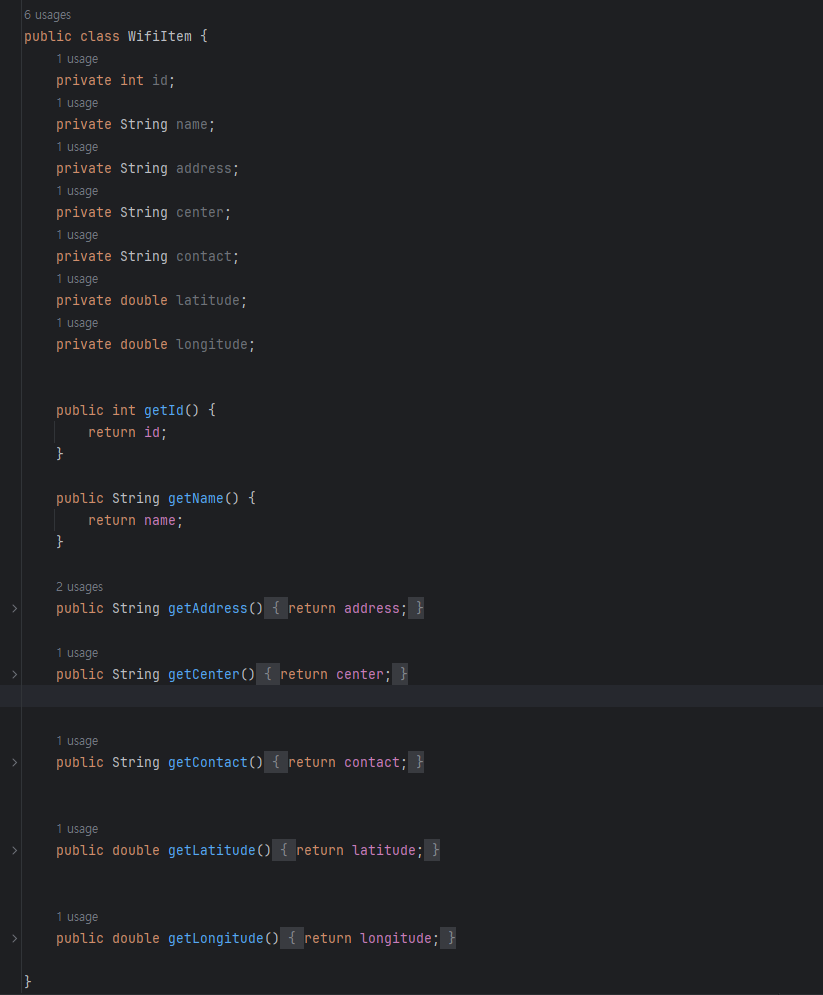 6 usages
public class WifiItem {
1 usage
private int id;
1 usage
private String name;
1 usage
private String address;
1 usage
private String center;
1 usage
private String contact;
1 usage
private double latitude;
1 usage
private double longitude;
public int getId() {
return id;
}
public String getName() {
return name;
}
2 usages
public String getAddress() { return address; }
1 usage
public String getCenter() { return center; }
1 usage
public String getContact() { return contact; }
1 usage
public double getLatitude() { return latitude; }
1 usage
public double getLongitude() { return longitude; }
}